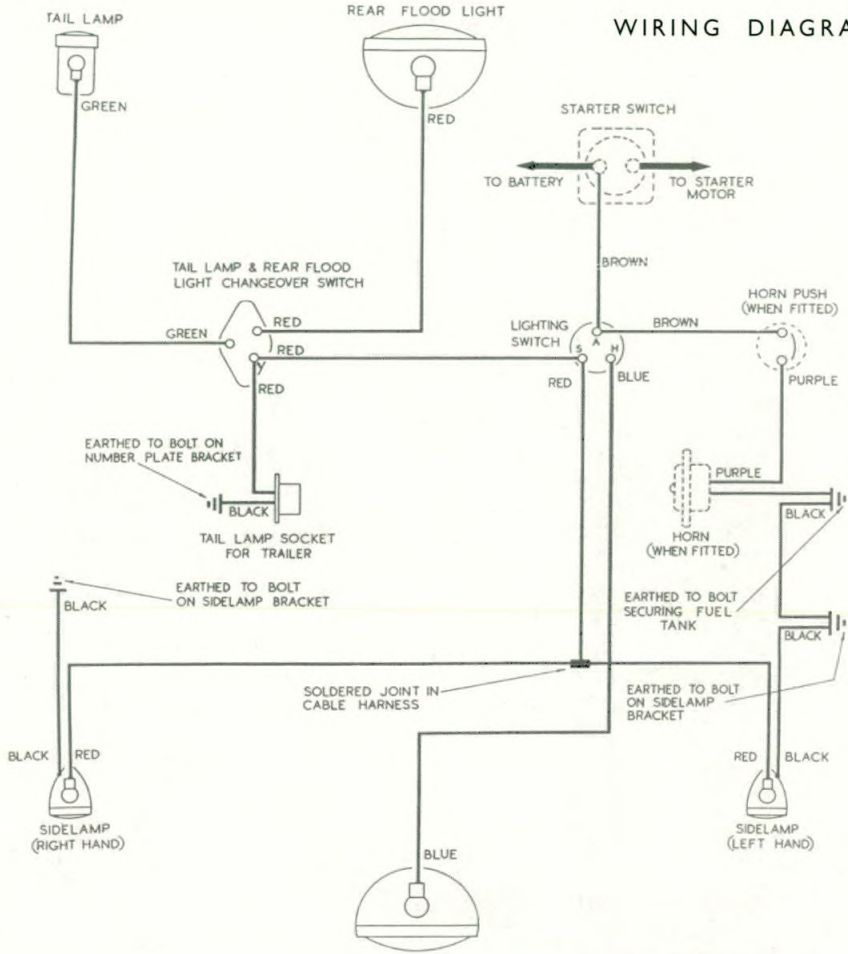 TAIL LAMP
REAR FLOOD LIGHT
WIRING DIAGRA
GREEN
RED
STARTER SWITCH
TO BATTERY
TO STARTER
MOTOR
BROWN
TAIL LAMP & REAR FLOOD
LIGHT CHANGEOVER SWITCH
HORN PUSH
(WHEN FITTED)
GREEN
RED
RED
RED
LIGHTING
SWITCH
S
A
H
BROWN
RED
BLUE
PURPLE
EARTHED TO BOLT ON
NUMBER PLATE BRACKET
BLACK
TAIL LAMP SOCKET
FOR TRAILER
PURPLE
BLACK
HORN
(WHEN FITTED)
EARTHED TO BOLT
ON SIDELAMP BRACKET
BLACK
EARTHED TO BOLT
SECURING FUEL
TANK
BLACK
SOLDERED JOINT IN
CABLE HARNESS
EARTHED TO BOLT
ON SIDELAMP
BRACKET
BLACK
RED
RED
BLACK
SIDELAMP
(RIGHT HAND)
SIDELAMP
(LEFT HAND)
BLUE